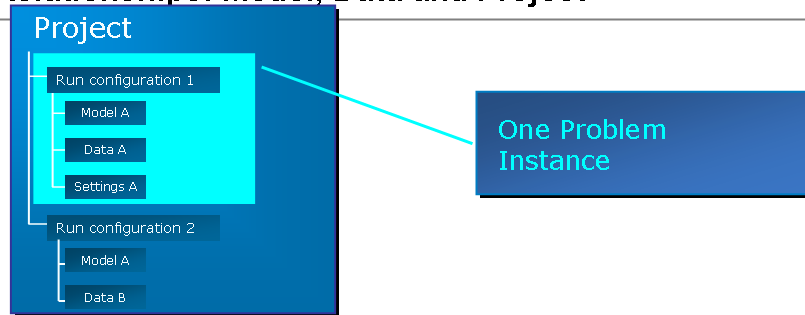 Project
Run configuration 1
Model A
Data A
Settings A
Run configuration 2
Model A
Data B
One Problem
Instance